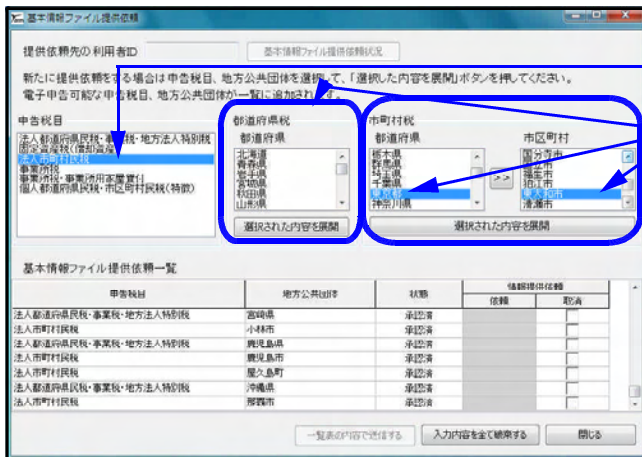 基本情報ファイル提供依頼
提供依頼先の利用者ID
基本情報ファイル提供依頼状況
新たに提供依頼をする場合は申告税目、地方公共団体を選択して、「選択した内容を展開」ボタンを押してください。
電子申告可能な申告税目、地方公共団体が一覧に追加されます。
申告税目
法人都道府県民税・事業税・地方法人特別税
固定資産税(償却資産)
法人市町村民税
事業所税
事業所税・事業所用家屋貸付
個人都道府県民税・市区町村民税(特徴)
都道府県税
都道府県
北海道
青森県
岩手県
宮城県
秋田県
山形県
選択された内容を展開
市町村税
都道府県
栃木県
群馬県
埼玉県
千葉県
東京都
神奈川県
>>
市区町村
国分寺市
国立市
福生市
狛江市
東大和市
清瀬市
選択された内容を展開
基本情報ファイル提供依頼一覧
申告税目 地方公共団体 状態 情報提供依頼
依頼 取消
法人都道府県民税・事業税・地方法人特別税 宮崎県 承認済
法人市町村民税 小林市 承認済
法人都道府県民税・事業税・地方法人特別税 鹿児島県 承認済
法人市町村民税 鹿児島市 承認済
法人市町村民税 屋久島町 承認済
法人都道府県民税・事業税・地方法人特別税 沖縄県 承認済
法人市町村民税 那覇市 承認済
一覧表の内容で送信する
入力内容を全て破棄する
閉じる